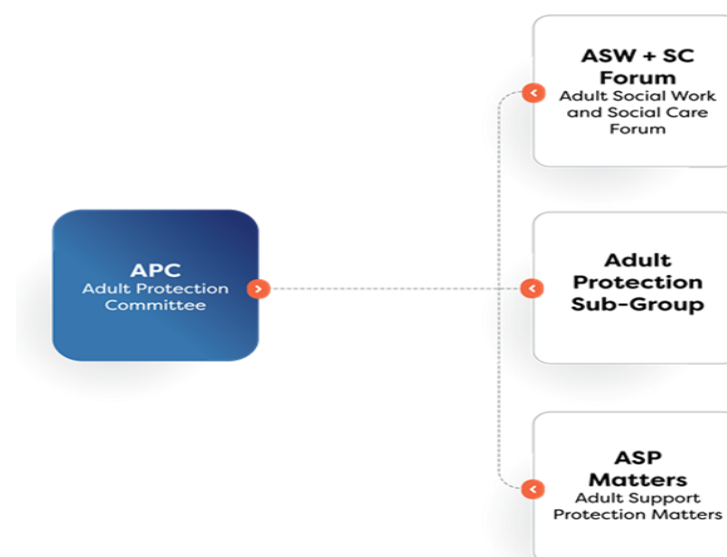 APC
Adult Protection
Committee
ASW + SC
Forum
Adult Social Work
and Social Care
Forum
Adult
Protection
Sub-Group
ASP
Matters
Adult Support
Protection Matters